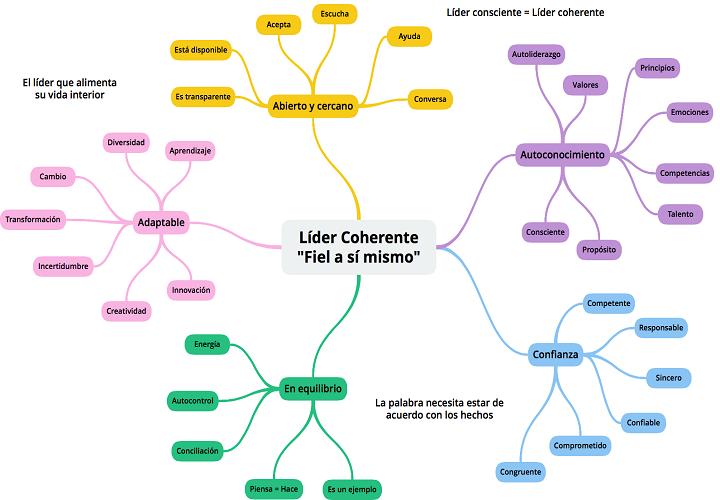 Líder consciente = Líder coherente
El líder que alimenta
su vida interior
Líder Coherente
"Fiel a sí mismo"
Abierto y cercano
Es transparente
Está disponible
Acepta
Escucha
Ayuda
Conversa
Autoconocimiento
Autoliderazgo
Valores
Principios
Emociones
Competencias
Talento
Propósito
Consciente
Confianza
Competente
Responsable
Sincero
Confiable
Comprometido
Congruente
La palabra necesita estar de
acuerdo con los hechos
En equilibrio
Energía
Autocontrol
Conciliación
Piensa = Hace
Es un ejemplo
Adaptable
Aprendizaje
Diversidad
Cambio
Transformación
Incertidumbre
Creatividad
Innovación